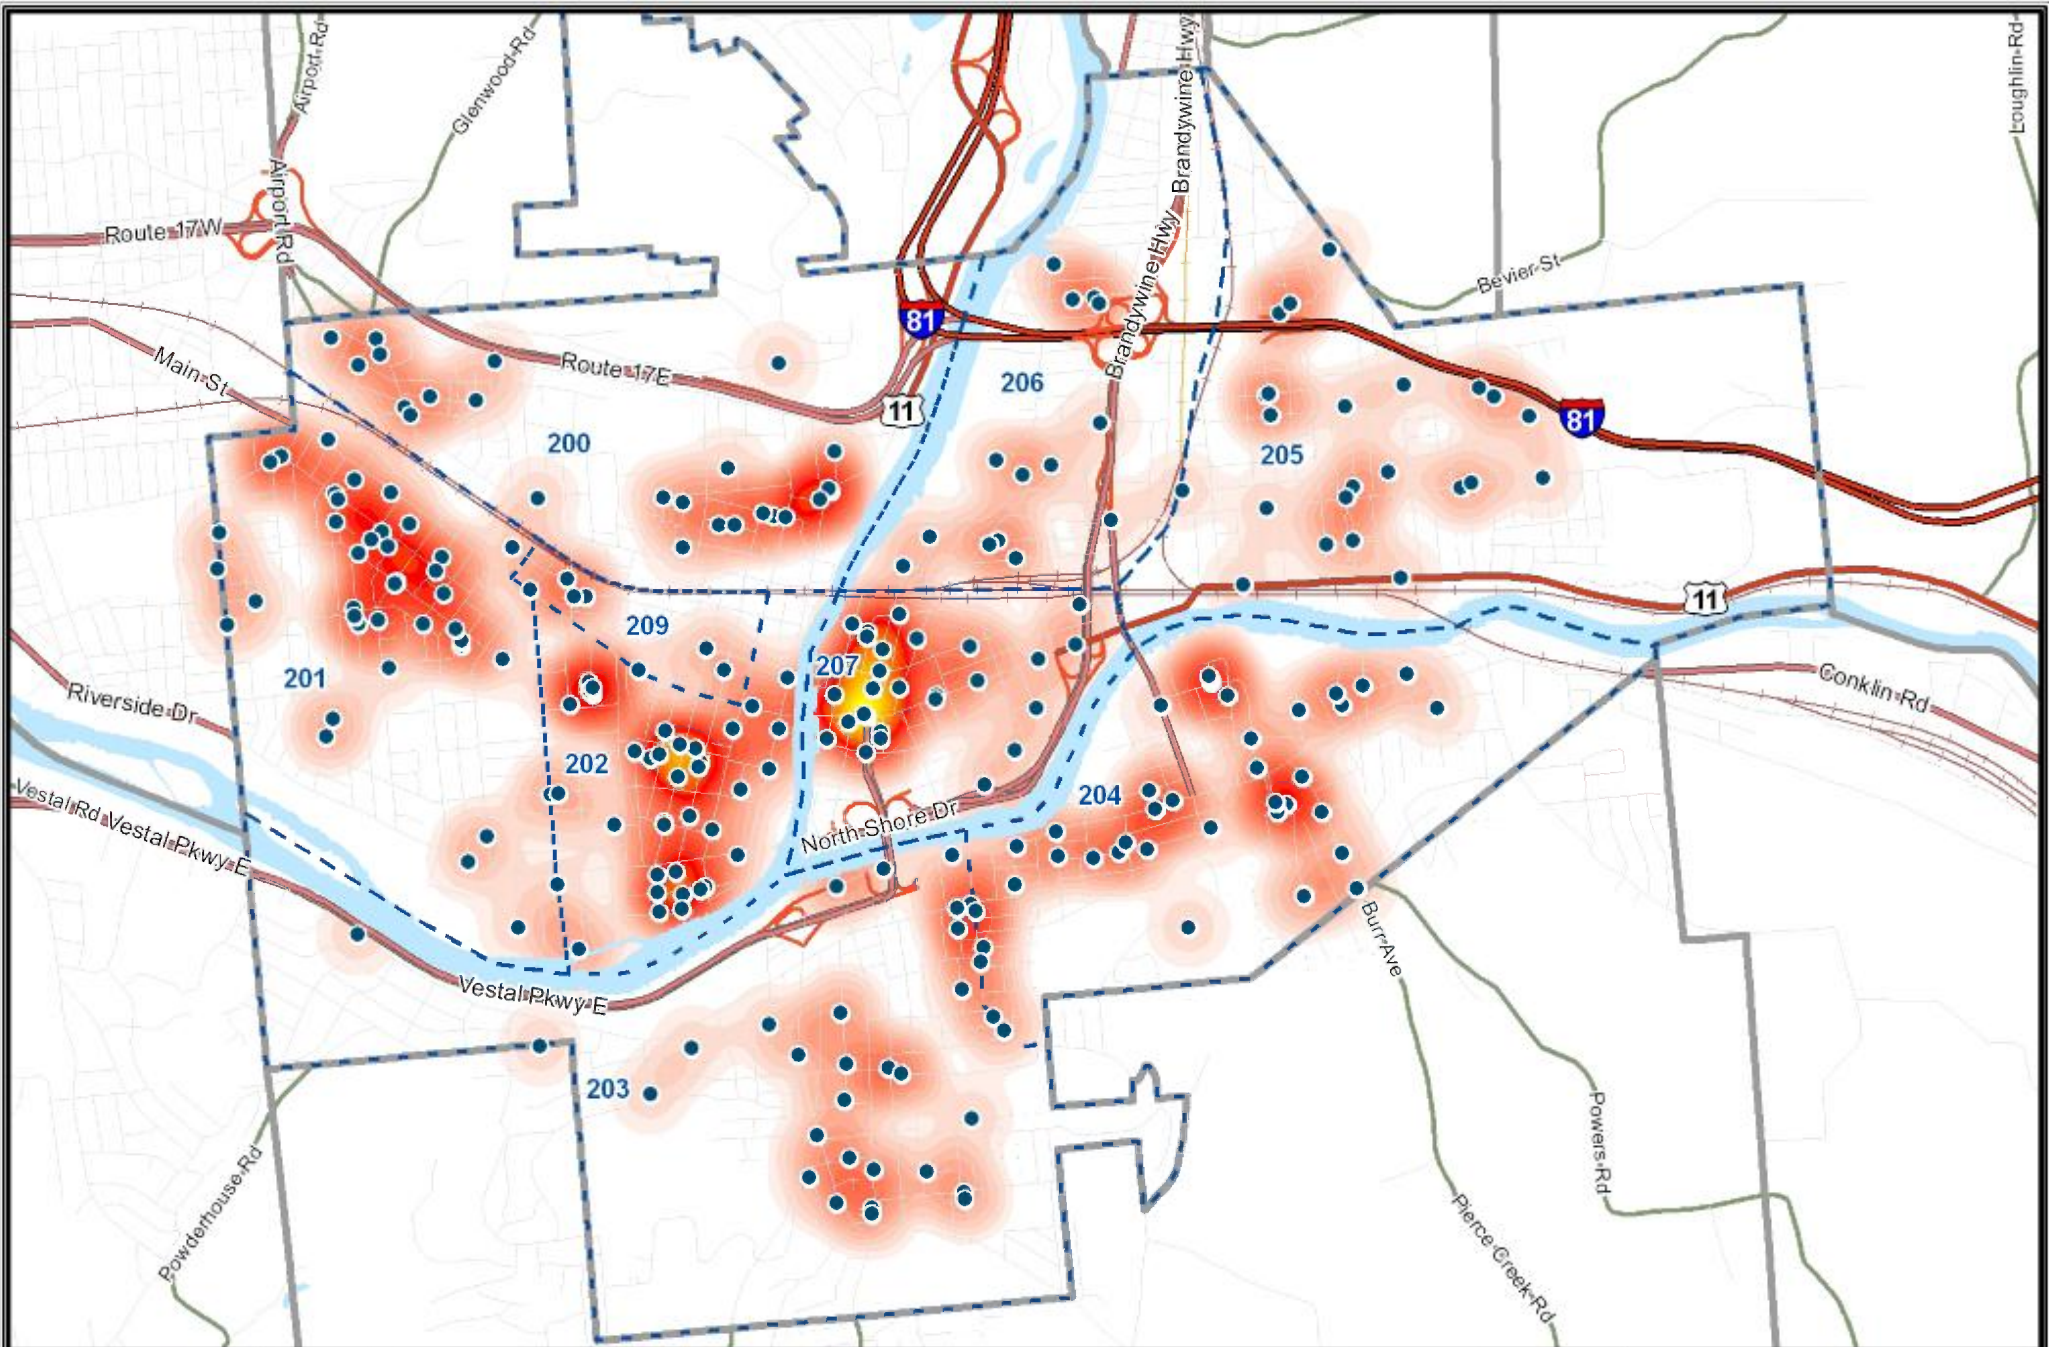 Airport-Rd
Glenwood-Rd
Brandywine-Hwy
Loughlin-Rd
Airport Rd
Route 17W
Brandywine Hwy
Bevier-St
81
Main-St
Route-17E
206
11
81
200
205
209
11
207
201
Conklin-Rd
Riverside-Dr
202
204
Vestal Rd
Vestal Pkwy E
North-Shore-Dr
Burr-Ave
Vestal-Pkwy-E
203
Powers-Rd
Powderhouse-Rd
Pierce-Creek-Rd